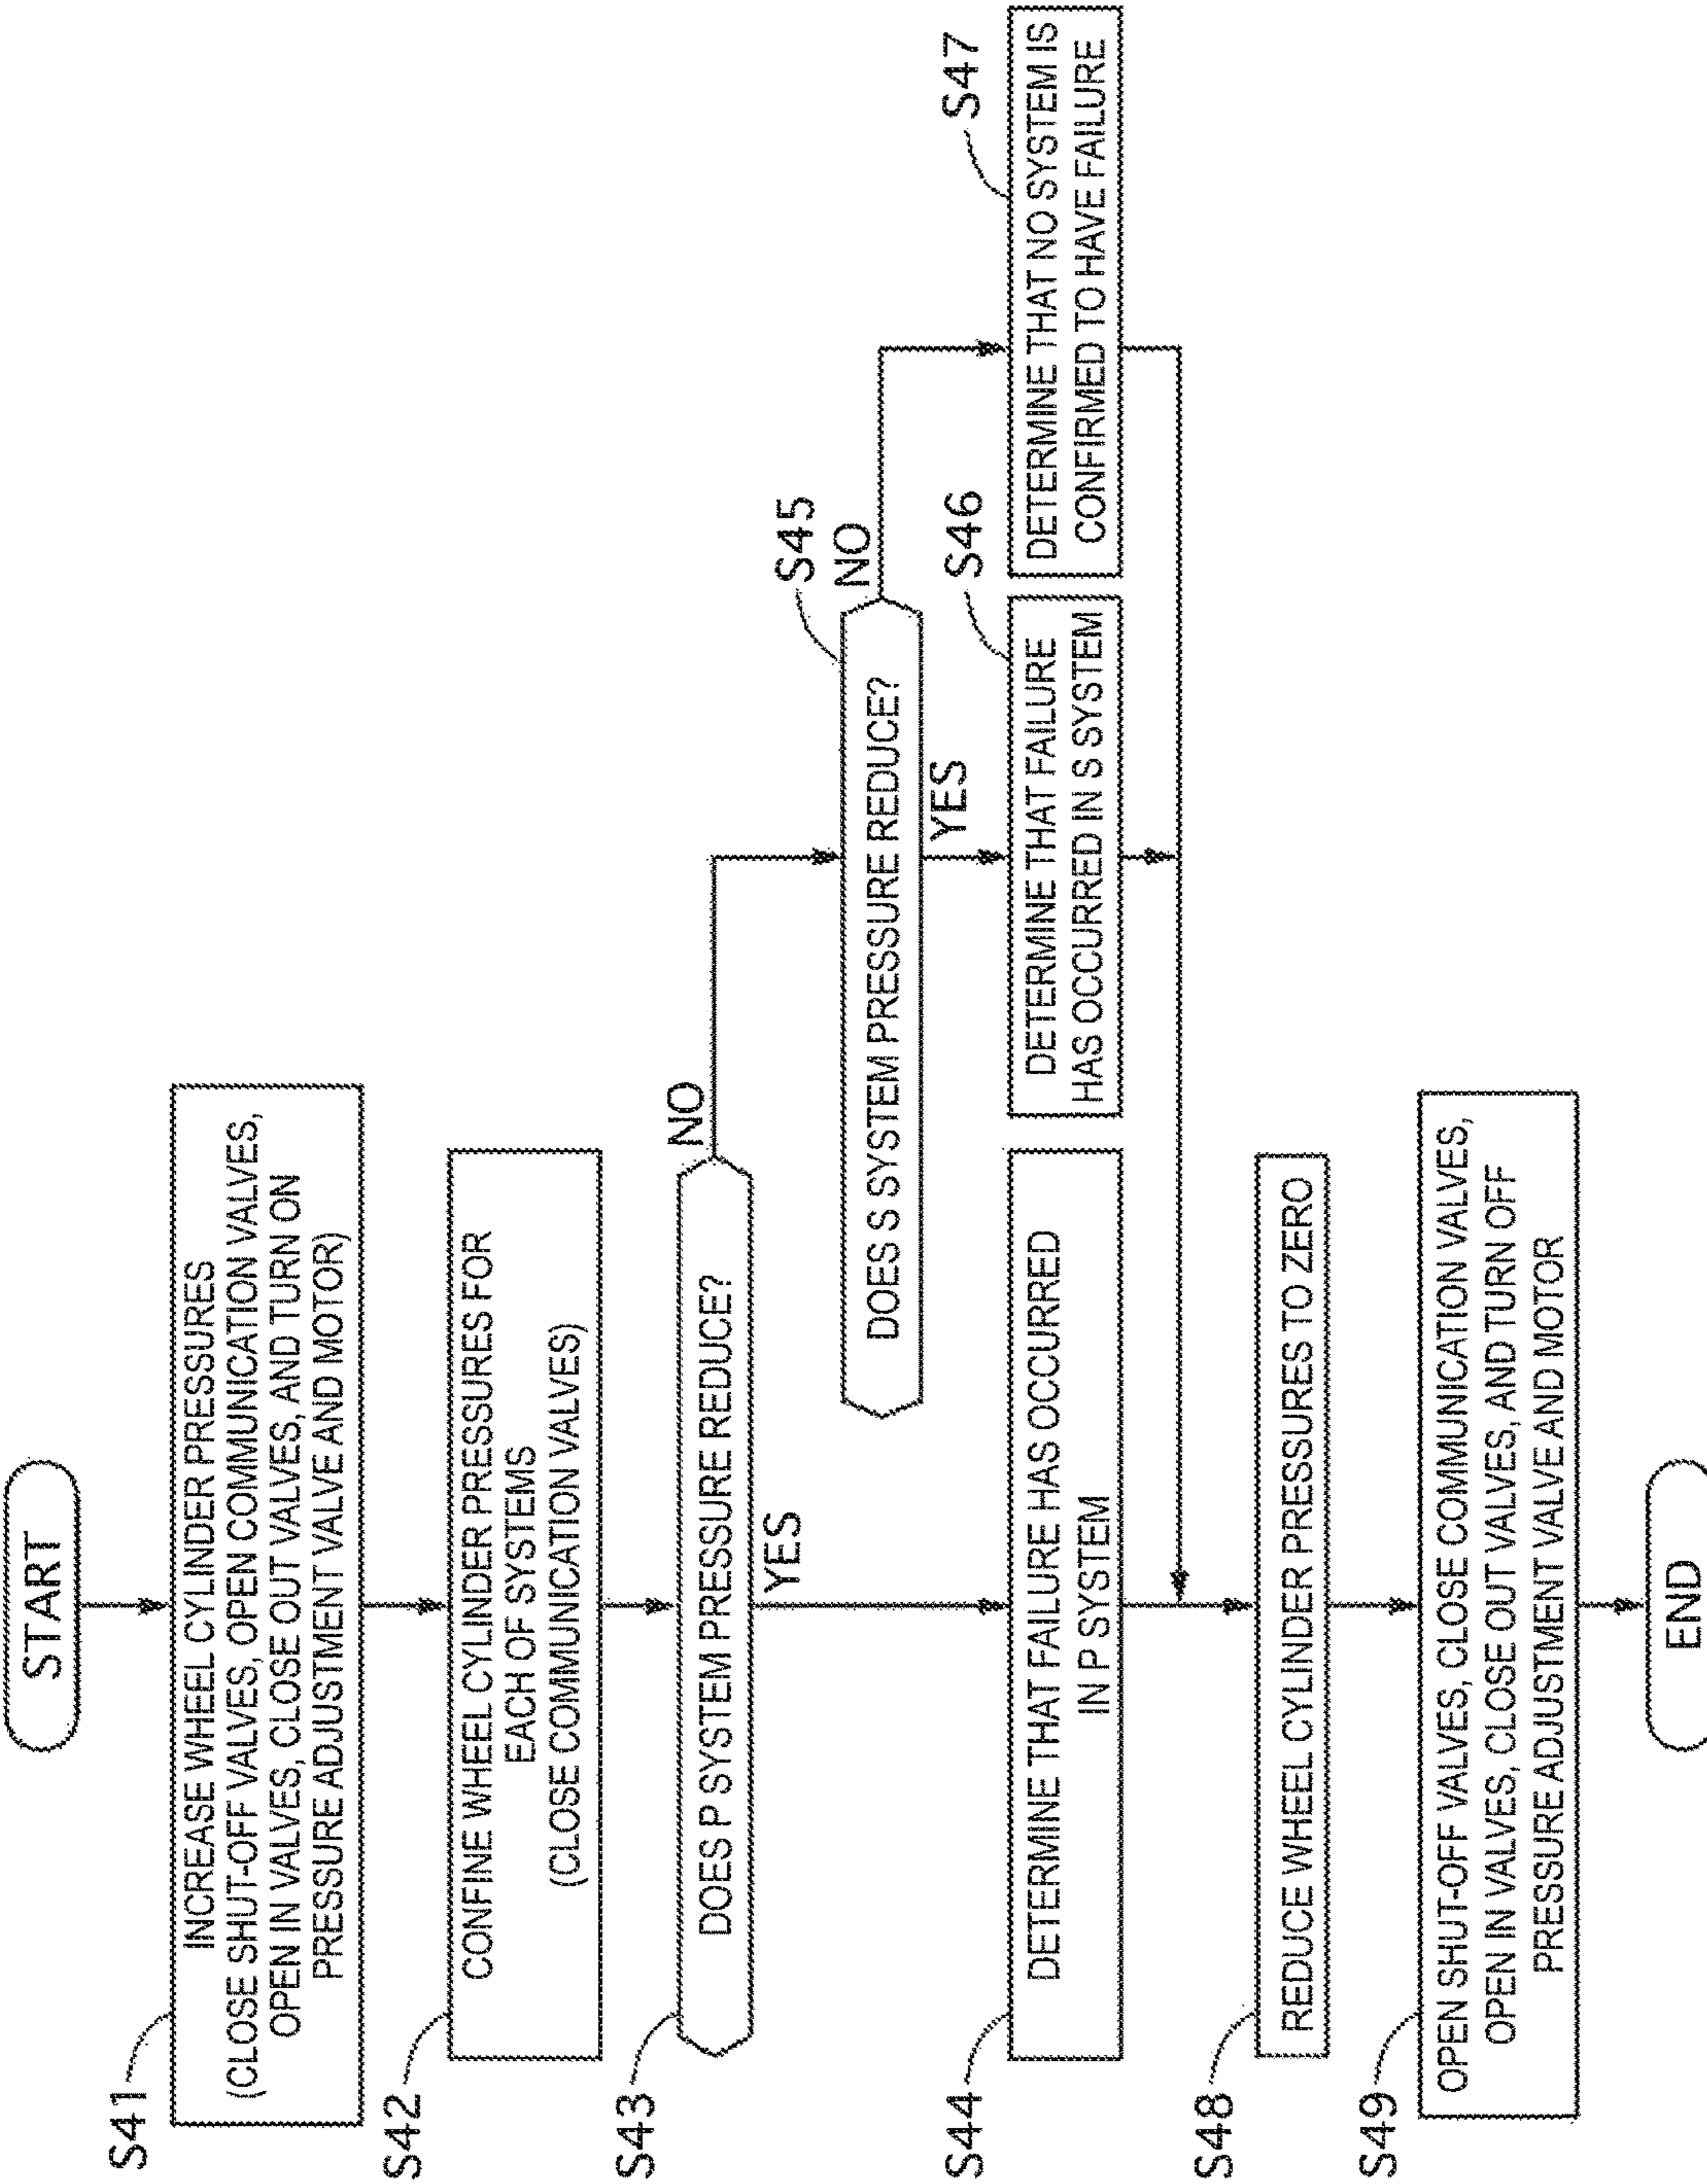 START
S41
INCREASE WHEEL CYLINDER PRESSURES
(CLOSE SHUT-OFF VALVES, OPEN COMMUNICATION VALVES,
OPEN IN VALVES, CLOSE OUT VALVES, AND TURN ON
PRESSURE ADJUSTMENT VALVE AND MOTOR)
S42
CONFINE WHEEL CYLINDER PRESSURES FOR
EACH OF SYSTEMS
(CLOSE COMMUNICATION VALVES)
S43
DOES P SYSTEM PRESSURE REDUCE?
NO
YES
S45
DOES S SYSTEM PRESSURE REDUCE?
NO
YES
S44
DETERMINE THAT FAILURE HAS OCCURRED
IN P SYSTEM
S46
DETERMINE THAT FAILURE
HAS OCCURRED IN S SYSTEM
S47
DETERMINE THAT NO SYSTEM IS
CONFIRMED TO HAVE FAILURE
S48
REDUCE WHEEL CYLINDER PRESSURES TO ZERO
S49
OPEN SHUT-OFF VALVES, CLOSE COMMUNICATION VALVES,
OPEN IN VALVES, CLOSE OUT VALVES, AND TURN OFF
PRESSURE ADJUSTMENT VALVE AND MOTOR
END